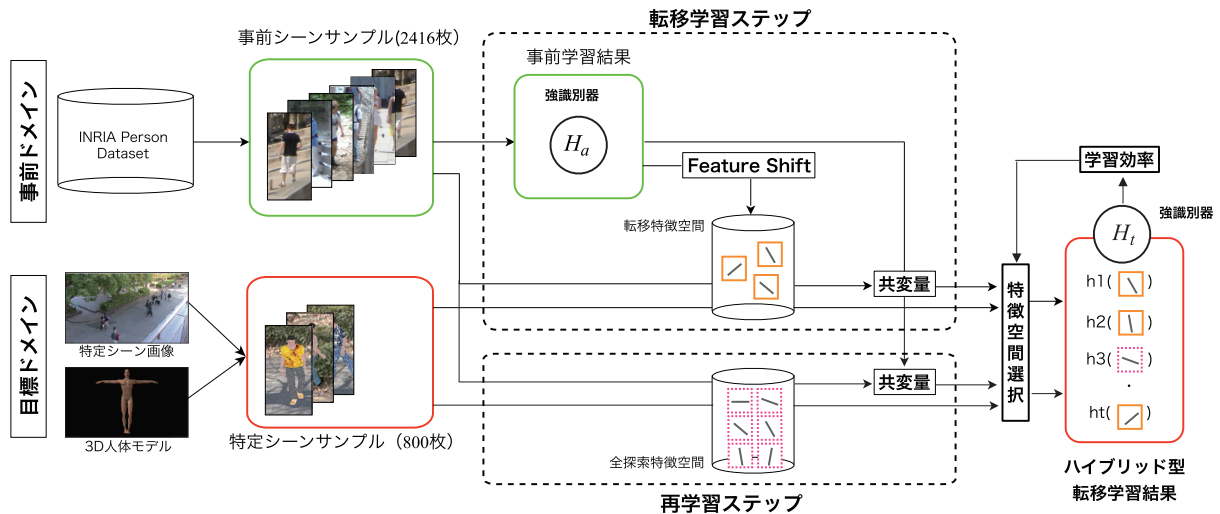 転移学習ステップ
事前シーンサンプル(2416枚)
事前学習結果
事前ドメイン
INRIA Person
Dataset
強識別器
Ha
Feature Shift
学習効率
転移特徴空間
強識別器
Ht
共変量
特徴空間選択
h1( )
h2( )
h3( )
.
ht( )
目標ドメイン
特定シーン画像
3D人体モデル
特定シーンサンプル（800枚）
共変量
全探索特徴空間
再学習ステップ
ハイブリッド型
転移学習結果